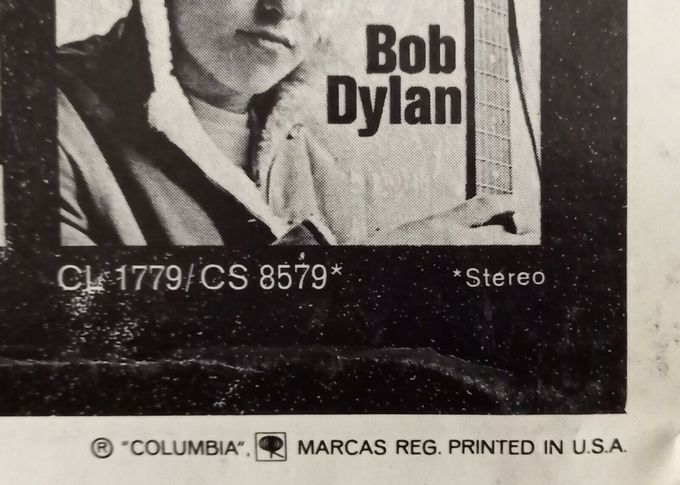 Bob
Dylan
CL 1779/CS 8579* *Stereo
® "COLUMBIA", MARCAS REG. PRINTED IN U.S.A.